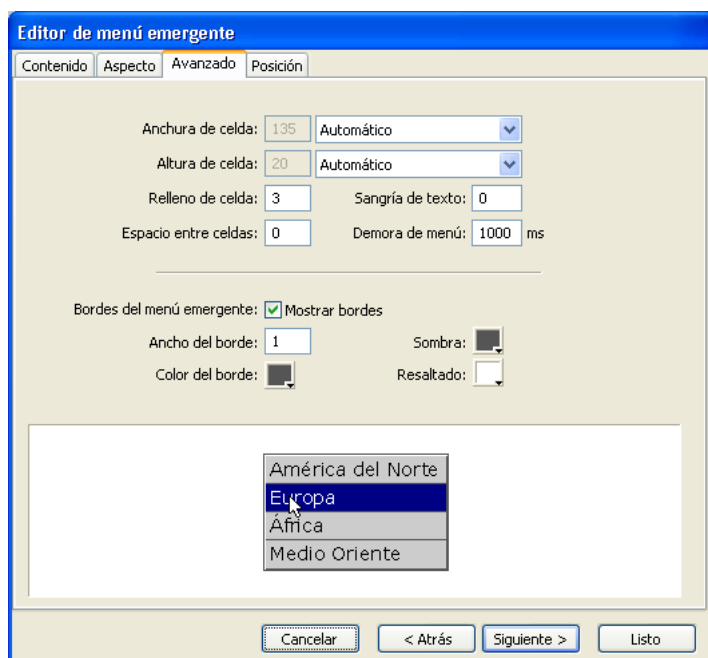 Editor de menú emergente
Contenido Aspecto Avanzado Posición
Anchura de celda: 135 Automático
Altura de celda: 20 Automático
Relleno de celda: 3 Sangría de texto: 0
Espacio entre celdas: 0 Demora de menú: 1000 ms
Bordes del menú emergente: Mostrar bordes
Ancho del borde: 1 Sombra:
Color del borde: Resaltado:
América del Norte
Europa
África
Medio Oriente
Cancelar < Atrás Siguiente > Listo